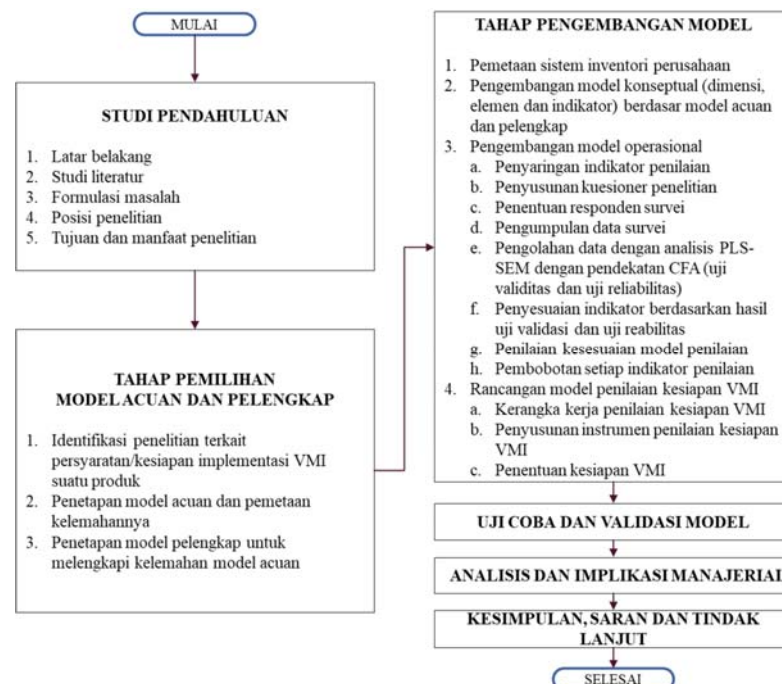 MULAI
STUDI PENDAHULUAN
1. Latar belakang
2. Studi literatur
3. Formulasi masalah
4. Posisi penelitian
5. Tujuan dan manfaat penelitian
TAHAP PEMILIHAN
MODEL ACUAN DAN PELENGKAP
1. Identifikasi penelitian terkait
persyaratan/kesiapan implementasi VMI
suatu produk
2. Penetapan model acuan dan pemetaan
kelemahannya
3. Penetapan model pelengkap untuk
melengkapi kelemahan model acuan
TAHAP PENGEMBANGAN MODEL
1. Pemetaan sistem inventori perusahaan
2. Pengembangan model konseptual (dimensi,
elemen dan indikator) berdasar model acuan
dan pelengkap
3. Pengembangan model operasional
a. Penyaringan indikator penilaian
b. Penyusunan kuesioner penelitian
c. Penentuan responden survei
d. Pengumpulan data survei
e. Pengolahan data dengan analisis PLS-
SEM dengan pendekatan CFA (uji
validitas dan uji reliabilitas)
f. Penyesuaian indikator berdasarkan hasil
uji validasi dan uji reabilitas
g. Penilaian kesesuaian model penilaian
h. Pembobotan setiap indikator penilaian
4. Rancangan model penilaian kesiapan VMI
a. Kerangka kerja penilaian kesiapan VMI
b. Penyusunan instrumen penilaian kesiapan
VMI
c. Penentuan kesiapan VMI
UJI COBA DAN VALIDASI MODEL
ANALISIS DAN IMPLIKASI MANAJERIAL
KESIMPULAN, SARAN DAN TINDAK
LANJUT
SELESAI